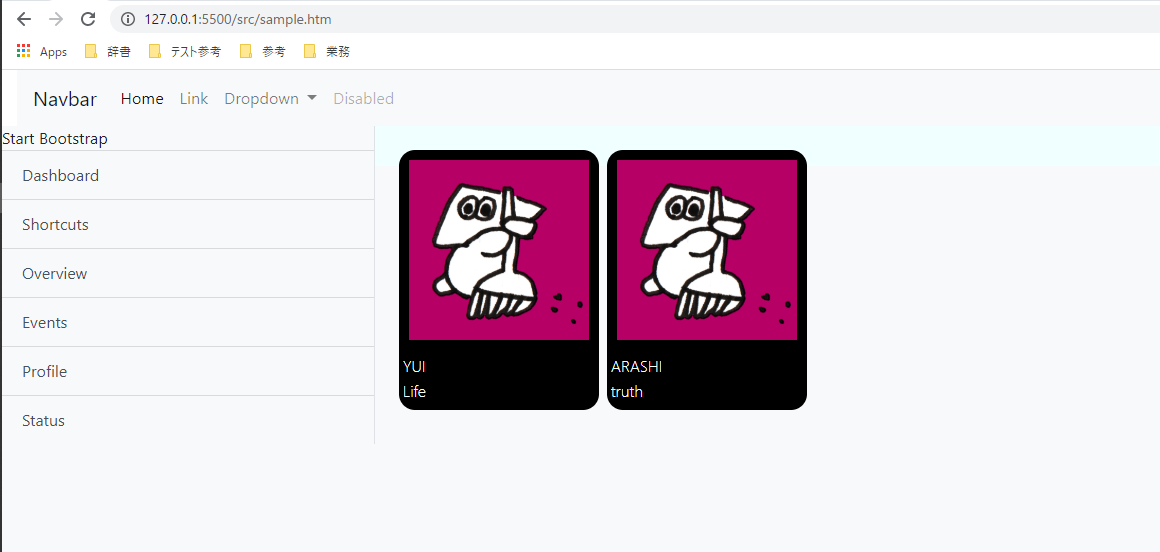 127.0.0.1:5500/src/sample.htm
Apps 辞書 テスト参考 参考 業務
Navbar Home Link Dropdown Disabled
Start Bootstrap
Dashboard
Shortcuts
Overview
Events
Profile
Status
YUI
Life
ARASHI
truth